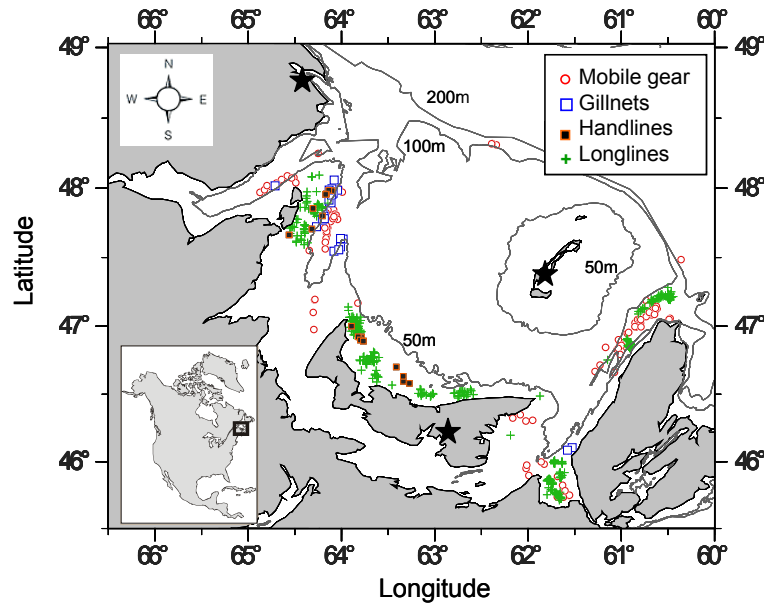 66° 65° 64° 63° 62° 61° 60°
49° 49°
N
W E
S
200m
Mobile gear
Gillnets
Handlines
Longlines
100m
48° 48°
Latitude
50m
47° 47°
50m
46° 46°
66° 65° 64° 63° 62° 61° 60°
Longitude